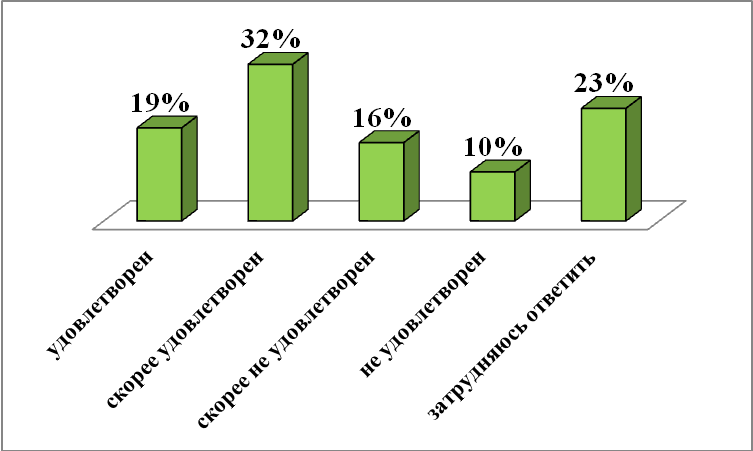 19%
32%
16%
10%
23%
удовлетворен
скорее удовлетворен
скорее не удовлетворен
не удовлетворен
затрудняюсь ответить